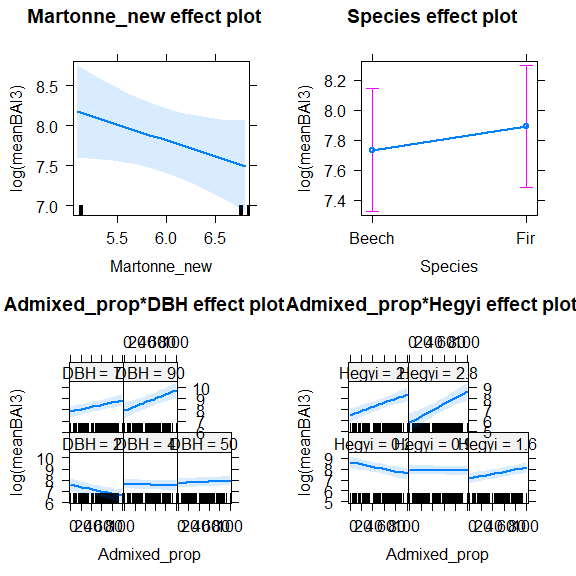 Martonne_new effect plot
Species effect plot
log(meanBAI3)
8.5
8.0
7.5
7.0
5.5 6.0 6.5
Martonne_new
log(meanBAI3)
8.2
8.0
7.8
7.6
7.4
Beech Fir
Species
Admixed_prop*DBH effect plot
Admixed_prop*Hegyi effect plot
log(meanBAI3)
DBH = 90
10
9
8
7
6
DBH = 50
10
9
8
7
6
Admixed_prop
log(meanBAI3)
Hegyi = 2.8
9
8
7
6
5
Hegyi = 1.6
9
8
7
6
5
Admixed_prop